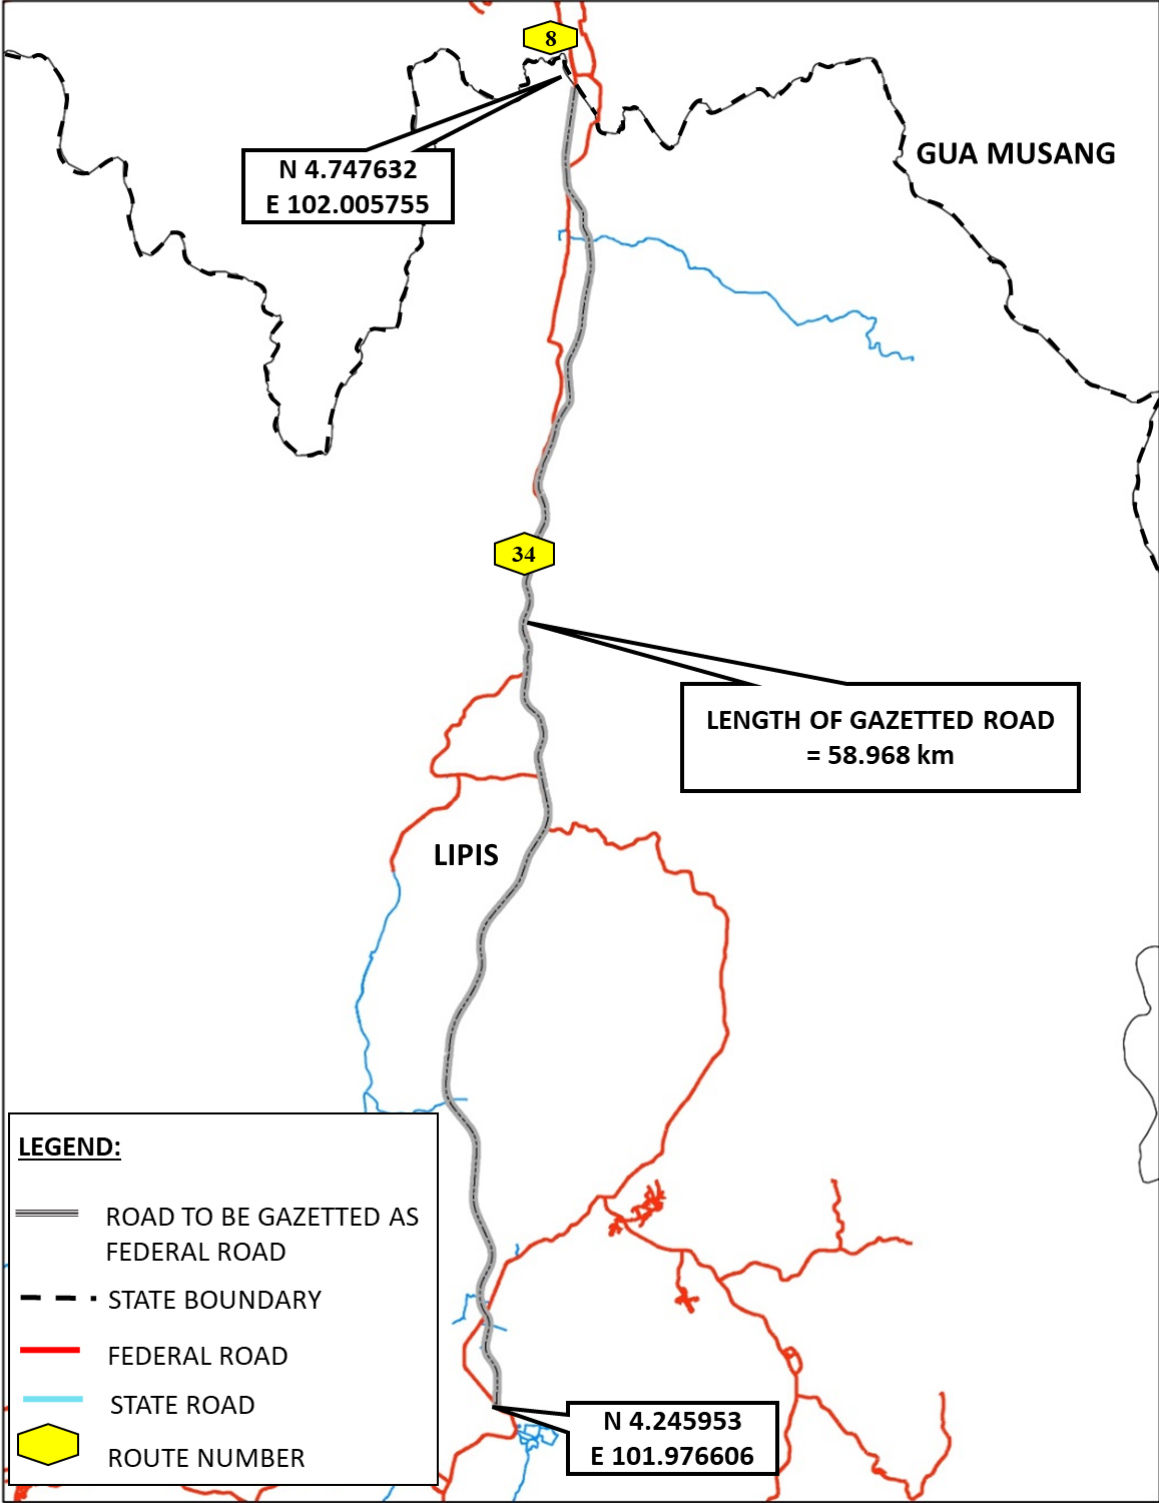 8
GUA MUSANG
N 4.747632
E 102.005755
34
LENGTH OF GAZETTED ROAD
= 58.968 km
LIPIS
LEGEND:
ROAD TO BE GAZETTED AS
FEDERAL ROAD
STATE BOUNDARY
FEDERAL ROAD
STATE ROAD
ROUTE NUMBER
N 4.245953
E 101.976606